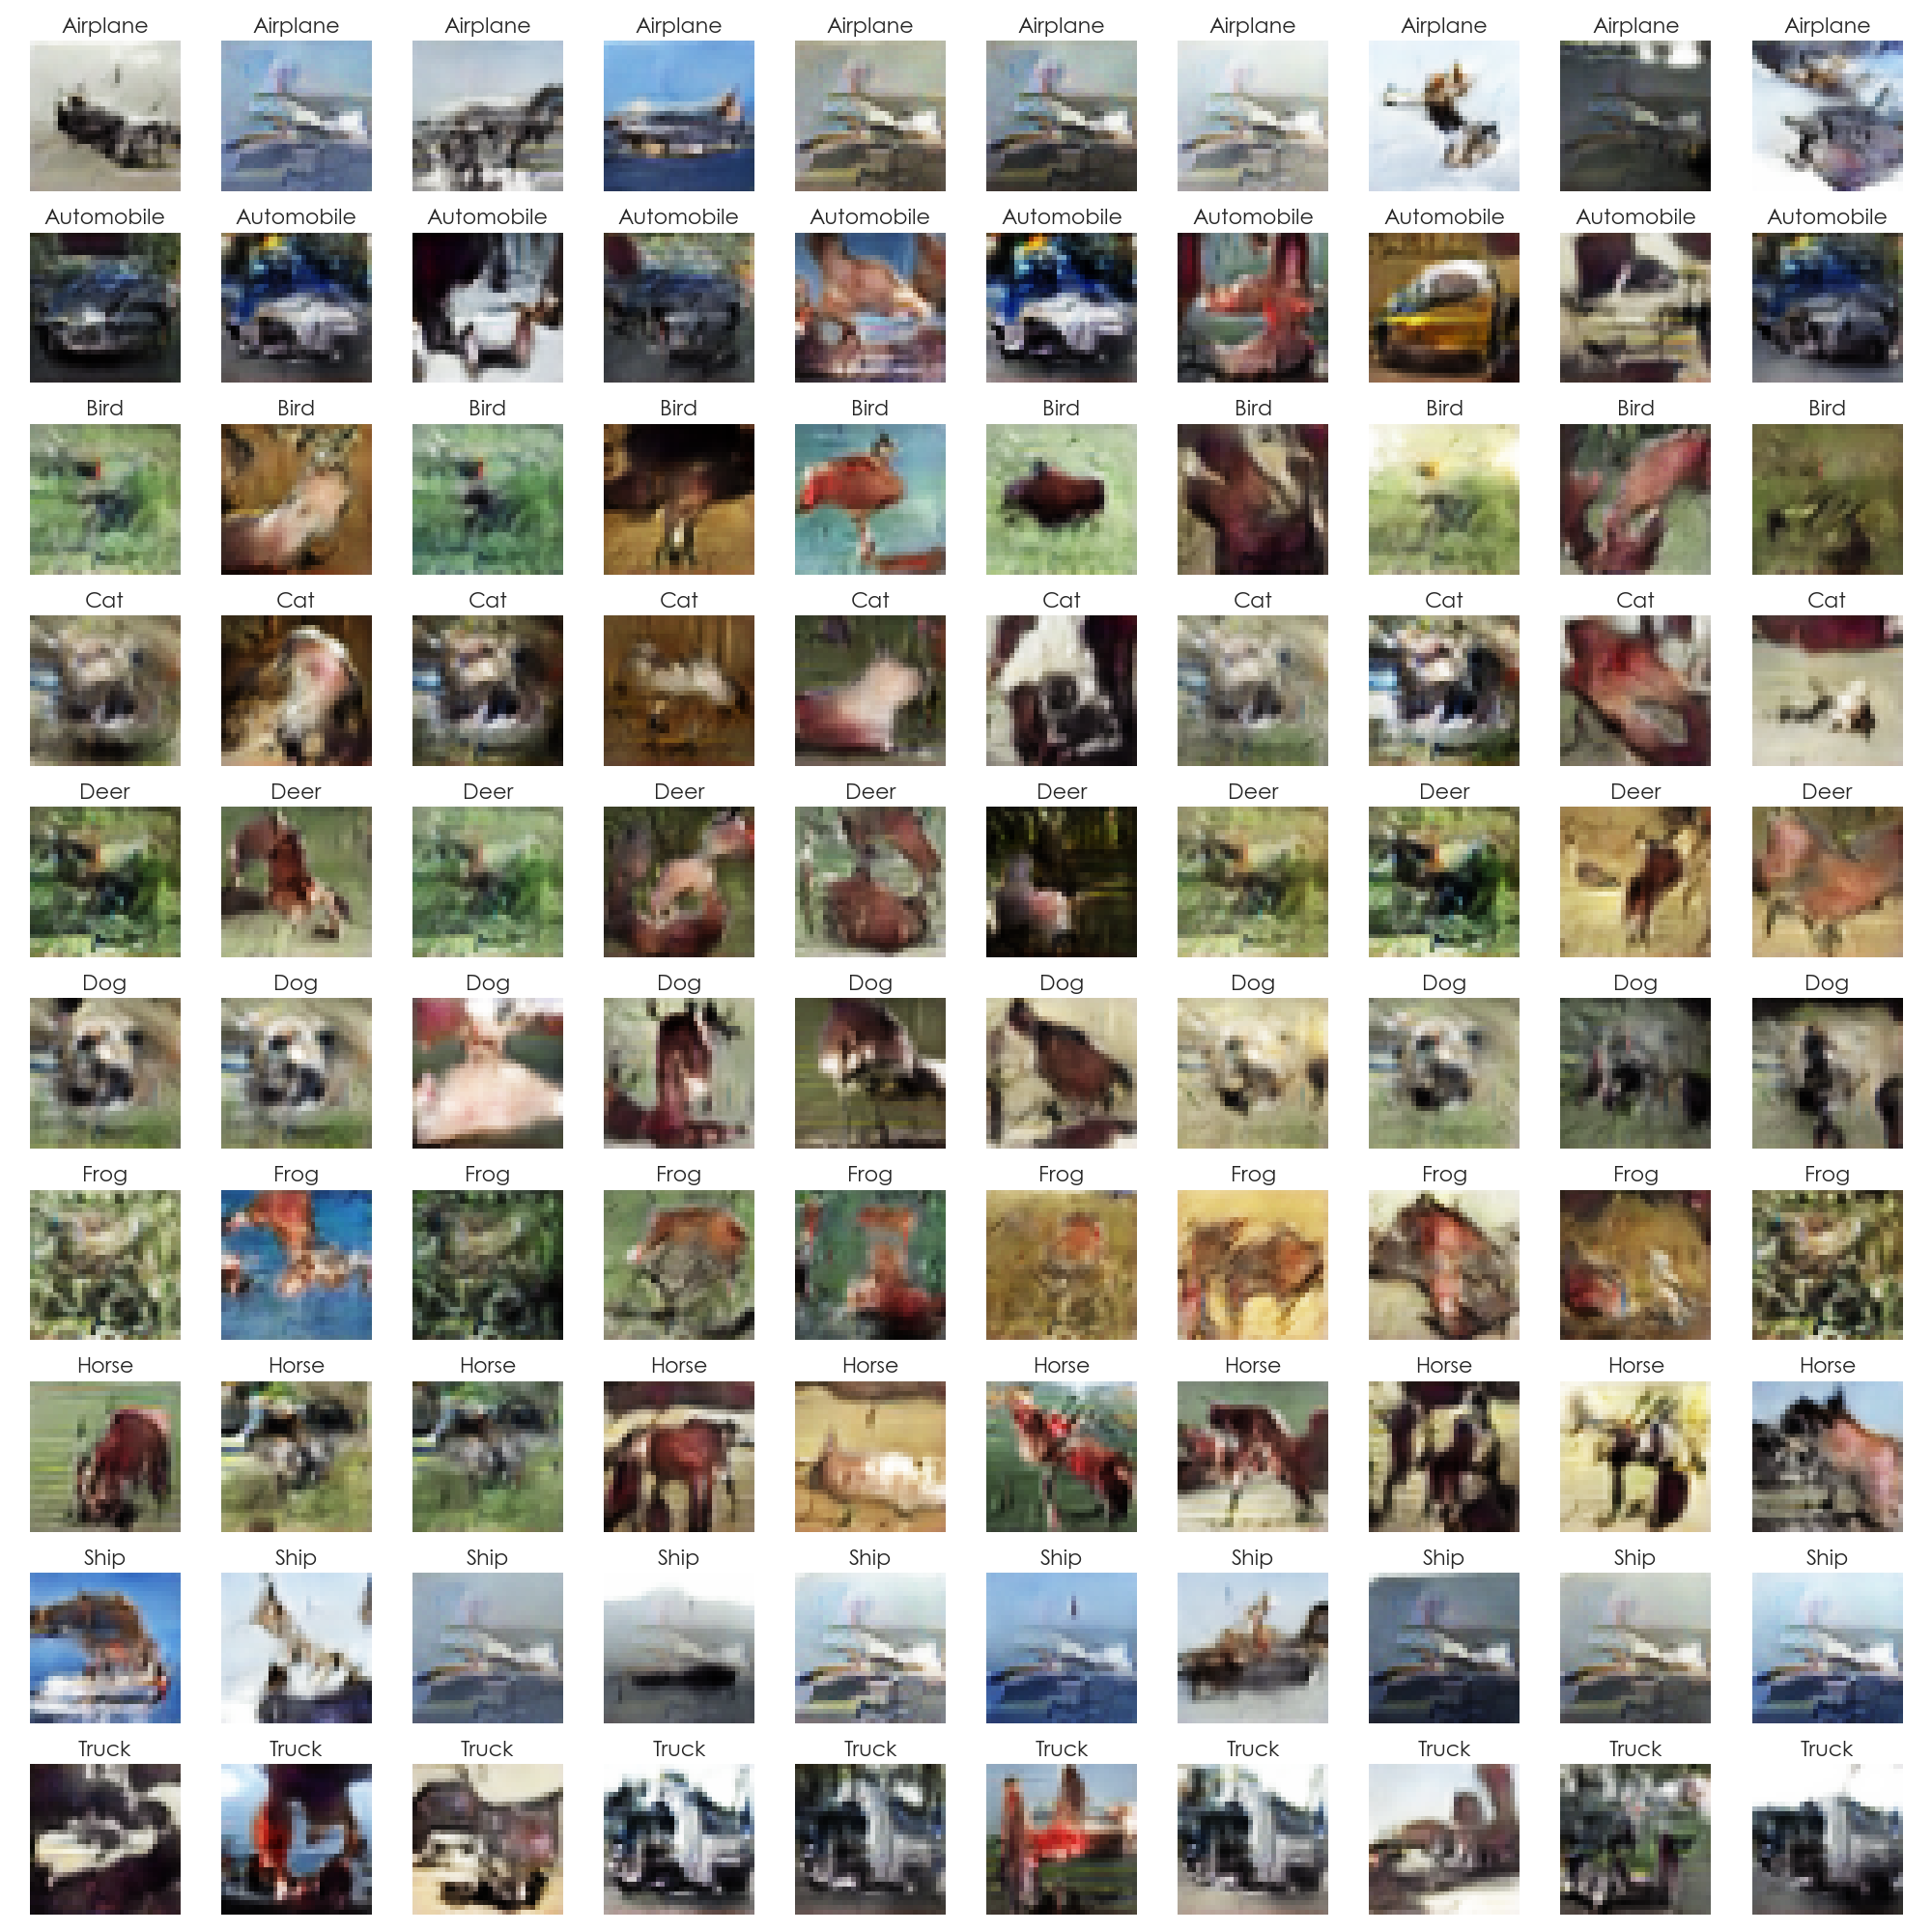 Airplane Airplane Airplane Airplane Airplane Airplane Airplane Airplane Airplane Airplane
Automobile Automobile Automobile Automobile Automobile Automobile Automobile Automobile Automobile Automobile
Bird Bird Bird Bird Bird Bird Bird Bird Bird Bird
Cat Cat Cat Cat Cat Cat Cat Cat Cat Cat
Deer Deer Deer Deer Deer Deer Deer Deer Deer Deer
Dog Dog Dog Dog Dog Dog Dog Dog Dog Dog
Frog Frog Frog Frog Frog Frog Frog Frog Frog Frog
Horse Horse Horse Horse Horse Horse Horse Horse Horse Horse
Ship Ship Ship Ship Ship Ship Ship Ship Ship Ship
Truck Truck Truck Truck Truck Truck Truck Truck Truck Truck